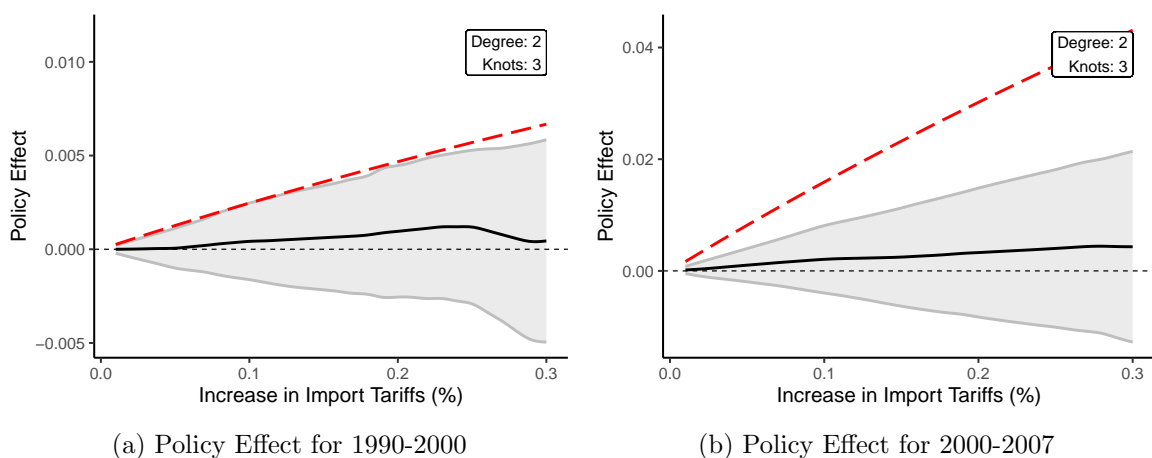 Degree: 2
Knots: 3
0.010
0.005
0.000
−0.005
Policy Effect
0.0
0.1
0.2
0.3
Increase in Import Tariffs (%)
(a) Policy Effect for 1990-2000
Degree: 2
Knots: 3
0.04
0.02
0.00
Policy Effect
0.0
0.1
0.2
0.3
Increase in Import Tariffs (%)
(b) Policy Effect for 2000-2007